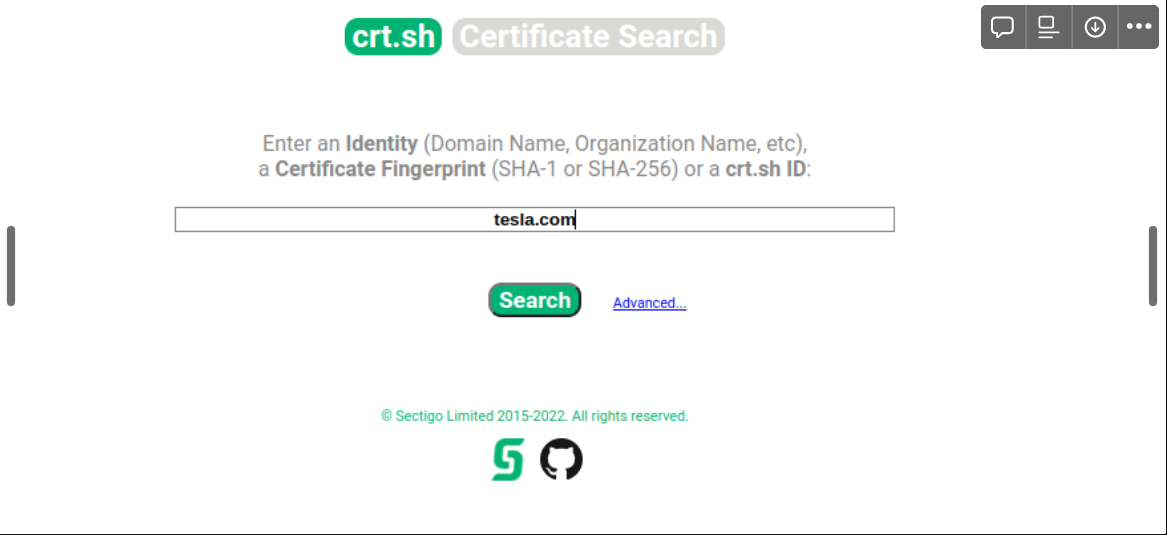 crt.sh Certificate Search
Enter an Identity (Domain Name, Organization Name, etc),
a Certificate Fingerprint (SHA-1 or SHA-256) or a crt.sh ID:
tesla.com
Search Advanced...
© Sectigo Limited 2015-2022. All rights reserved.